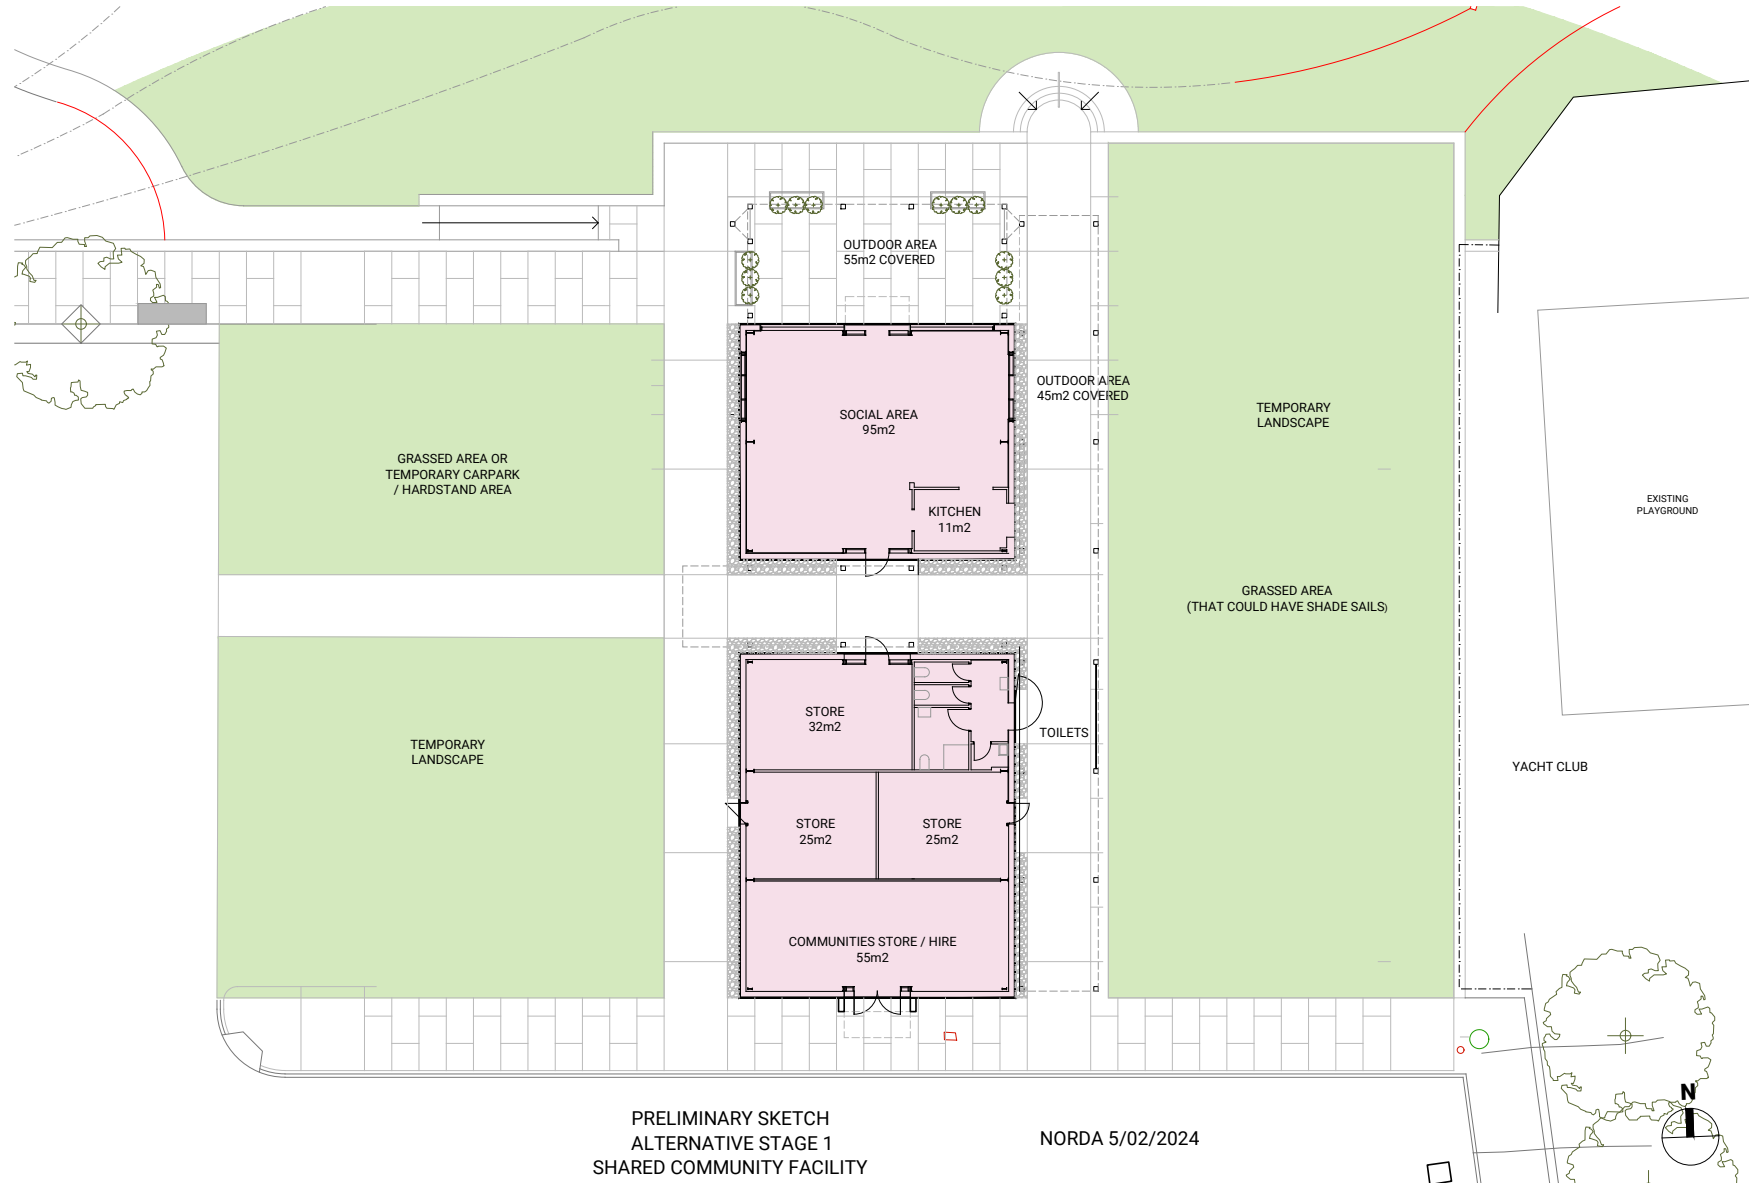 OUTDOOR AREA
55m2 COVERED
OUTDOOR AREA
45m2 COVERED
SOCIAL AREA
95m2
TEMPORARY
LANDSCAPE
GRASSED AREA OR
TEMPORARY CARPARK
/ HARDSTAND AREA
KITCHEN
11m2
EXISTING
PLAYGROUND
GRASSED AREA
(THAT COULD HAVE SHADE SAILS)
STORE
32m2
TOILETS
TEMPORARY
LANDSCAPE
YACHT CLUB
STORE
25m2
STORE
25m2
COMMUNITIES STORE / HIRE
55m2
N
PRELIMINARY SKETCH
ALTERNATIVE STAGE 1
SHARED COMMUNITY FACILITY
NORDA 5/02/2024